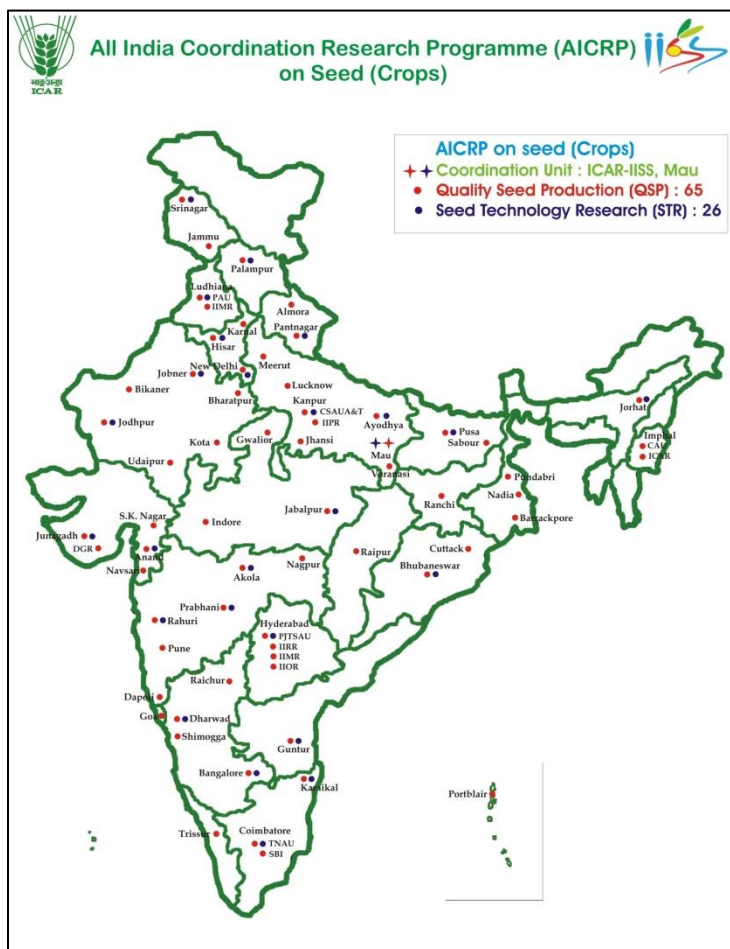 All India Coordination Research Programme (AICRP)
on Seed (Crops)
ICAR
AICRP on seed (Crops)
Coordination Unit : ICAR-IISS, Mau
Quality Seed Production (QSP) : 65
Seed Technology Research (STR) : 26
Srinagar
Jammu
Palampur
Ludhiana
PAU
IIMR
Almora
Karnal
Pantnagar
Hisar
New Delhi
Meerut
Jobner
Bikaner
Lucknow
Bharatpur
Kanpur
CSAUA&T
IIPR
Ayodhya
Jorhat
Jodhpur
Pusa
Imphal
CAU
ICAR
Kota
Gwalior
Jhansi
Mau
Sabour
Udaipur
Varanasi
Pundabri
Nadia
Ranchi
S.K. Nagar
Indore
Jabalpur
Barrackpore
Junagadh
DGR
Anand
Raipur
Cuttack
Navsari
Akola
Nagpur
Bhubaneswar
Prabhani
Rahuri
Hyderabad
PJTSAU
IIRR
IIMR
IIOR
Pune
Raichur
Dapoli
Goa
Dharwad
Shimogga
Guntur
Bangalore
Karaikal
Portblair
Trissur
Coimbatore
TNAU
SBI